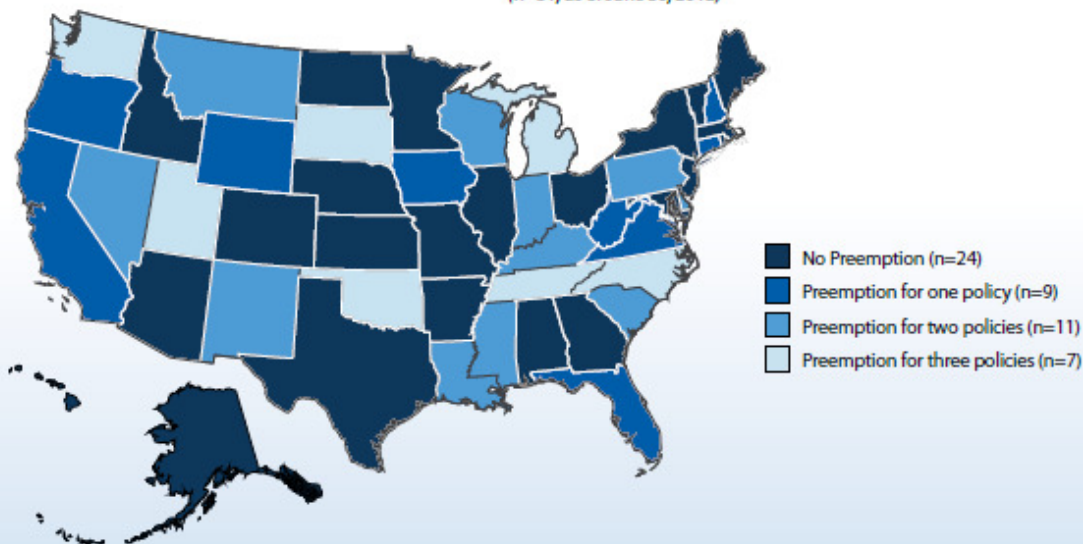 No Preemption (n=24)
Preemption for one policy (n=9)
Preemption for two policies (n=11)
Preemption for three policies (n=7)